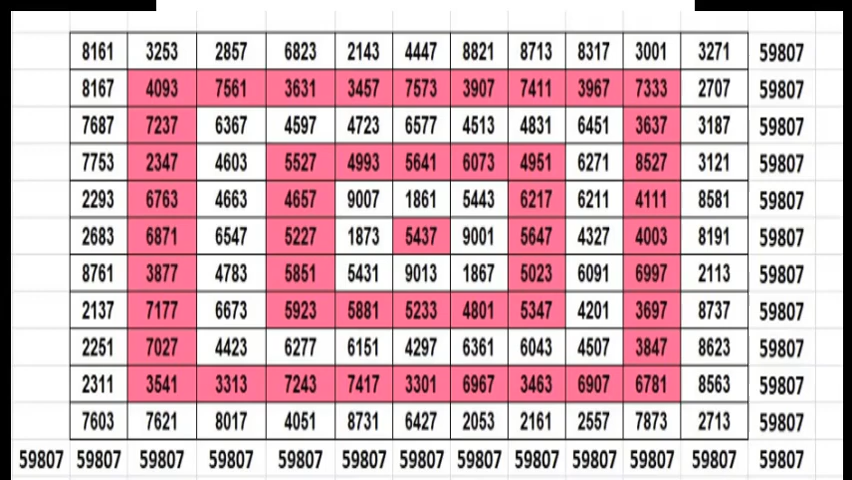 8161 3253 2857 6823 2143 4447 8821 8713 8317 3001 3271 59807
8167 4093 7561 3631 3457 7573 3907 7411 3967 7333 2707 59807
7687 7237 6367 4597 4723 6577 4513 4831 6451 3637 3187 59807
7753 2347 4603 5527 4993 5641 6073 4951 6271 8527 3121 59807
2293 6763 4663 4657 9007 1861 5443 6217 6211 4111 8581 59807
2683 6871 6547 5227 1873 5437 9001 5647 4327 4003 8191 59807
8761 3877 4783 5851 5431 9013 1867 5023 6091 6997 2113 59807
2137 7177 6673 5923 5881 5233 4801 5347 4201 3697 8737 59807
2251 7027 4423 6277 6151 4297 6361 6043 4507 3847 8623 59807
2311 3541 3313 7243 7417 3301 6967 3463 6907 6781 8563 59807
7603 7621 8017 4051 8731 6427 2053 2161 2557 7873 2713 59807
59807 59807 59807 59807 59807 59807 59807 59807 59807 59807 59807 59807 59807